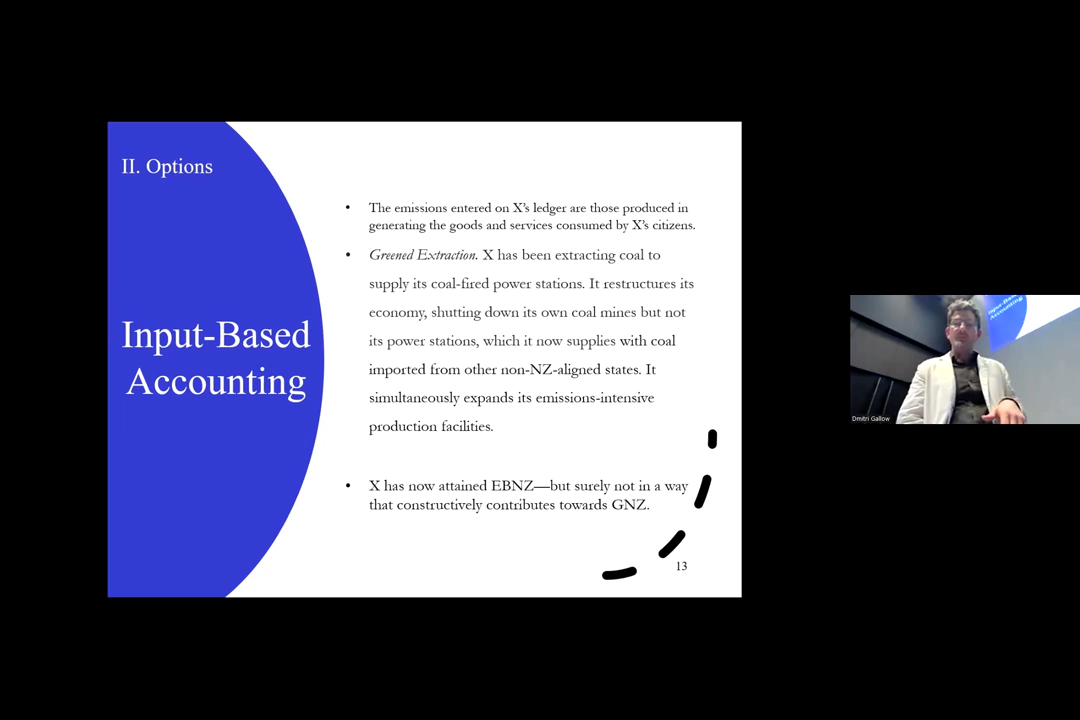 II. Options
Input-Based
Accounting
• The emissions entered on X's ledger are those produced in
generating the goods and services consumed by X's citizens.
• Greened Extraction. X has been extracting coal to
supply its coal-fired power stations. It restructures its
economy, shutting down its own coal mines but not
its power stations, which it now supplies with coal
imported from other non-NZ-aligned states. It
simultaneously expands its emissions-intensive
production facilities.
• X has now attained EBNZ—but surely not in a way
that constructively contributes towards GNZ.
13
Input-Based
Accounting
Dmitri Gallow